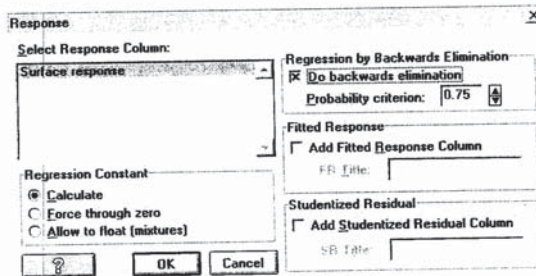 Response
Select Response Column:
Surface response
Regression Constant
Calculate
Force through zero
Allow to float (mixtures)
?
OK
Cancel
Regression by Backwards Elimination
Do backwards elimination
Probability criterion: 0.75
Fitted Response
Add Fitted Response Column
FR Title:
Studentized Residual
Add Studentized Residual Column
SR Title: